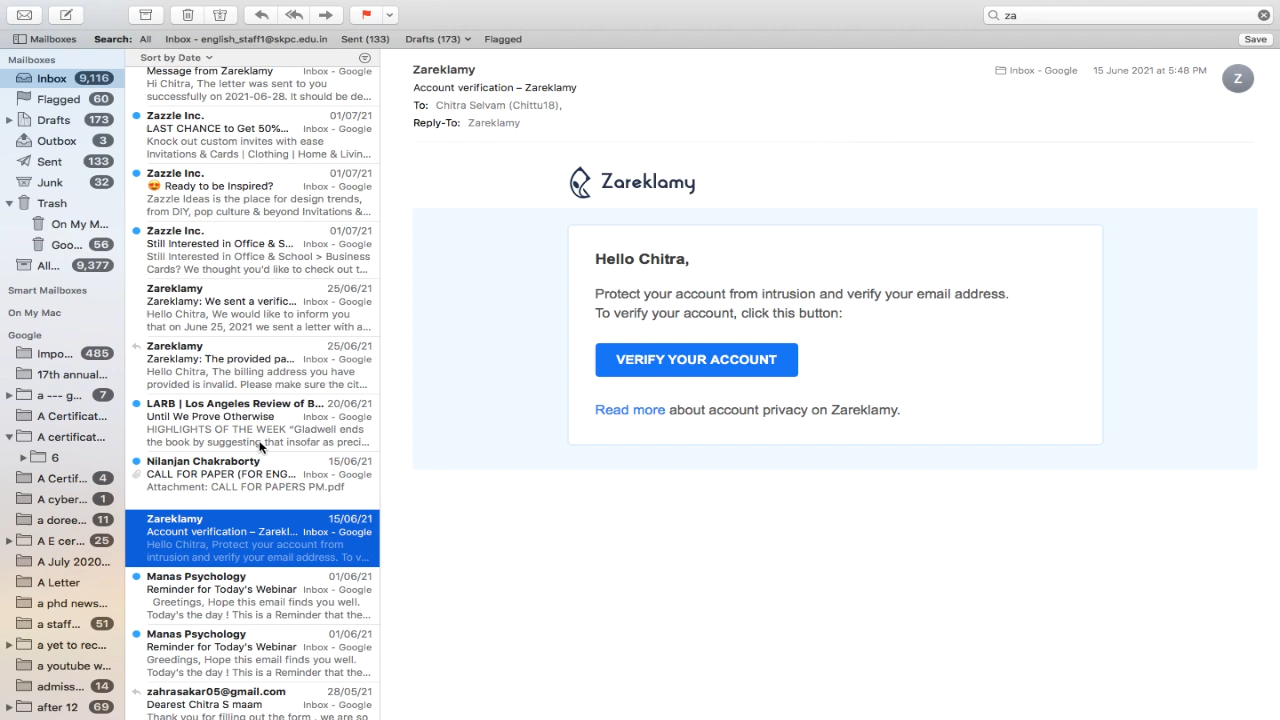 za
Mailboxes Search: All Inbox - english_staff1@skpc.edu.in Sent (133) Drafts (173) Flagged Save
Mailboxes
Inbox 9,116
Flagged 60
Drafts 173
Outbox 3
Sent 133
Junk 32
Trash
On My M...
Goo... 56
All... 9,377
Smart Mailboxes
On My Mac
Google
Impo... 485
17th annual...
a --- g... 7
A Certificat...
A certificat...
6
A Certif... 4
A cyber... 1
a doree... 11
A E cer... 25
A July 2020...
A Letter
a phd news...
a staff... 51
a yet to rec...
a youtube w...
admiss... 14
after 12 69
Sort by Date
Message from Zareklamy Inbox - Google
Hi Chitra, The letter was sent to you
successfully on 2021-06-28. It should be de...
Zazzle Inc. 01/07/21
LAST CHANCE to Get 50%... Inbox - Google
Knock out custom invites with ease
Invitations & Cards | Clothing | Home & Livin...
Zazzle Inc. 01/07/21
😍 Ready to be Inspired? Inbox - Google
Zazzle Ideas is the place for design trends,
from DIY, pop culture & beyond Invitations &...
Zazzle Inc. 01/07/21
Still Interested in Office & S... Inbox - Google
Still Interested in Office & School > Business
Cards? We thought you'd like to check out t...
Zareklamy 25/06/21
Zareklamy: We sent a verific... Inbox - Google
Hello Chitra, We would like to inform you
that on June 25, 2021 we sent a letter with a...
Zareklamy 25/06/21
Zareklamy: The provided pa... Inbox - Google
Hello Chitra, The billing address you have
provided is invalid. Please make sure the cit...
LARB | Los Angeles Review of B... 20/06/21
Until We Prove Otherwise Inbox - Google
HIGHLIGHTS OF THE WEEK “Gladwell ends
the book by suggesting that insofar as preci...
Nilanjan Chakraborty 15/06/21
CALL FOR PAPER (FOR ENG... Inbox - Google
Attachment: CALL FOR PAPERS PM.pdf
Zareklamy 15/06/21
Account verification – Zarekl... Inbox - Google
Hello Chitra, Protect your account from
intrusion and verify your email address. To v...
Manas Psychology 01/06/21
Reminder for Today's Webinar Inbox - Google
Greetings, Hope this email finds you well.
Today's the day ! This is a Reminder that the...
Manas Psychology 01/06/21
Reminder for Today's Webinar Inbox - Google
Greetings, Hope this email finds you well.
Today's the day ! This is a Reminder that the...
zahrasakar05@gmail.com 28/05/21
Dearest Chitra S maam Inbox - Google
Thank you for filling out the form , we are so
Zareklamy Inbox - Google 15 June 2021 at 5:48 PM
Z
Account verification – Zareklamy
To: Chitra Selvam (Chittu18),
Reply-To: Zareklamy
Zareklamy
Hello Chitra,
Protect your account from intrusion and verify your email address.
To verify your account, click this button:
VERIFY YOUR ACCOUNT
Read more about account privacy on Zareklamy.